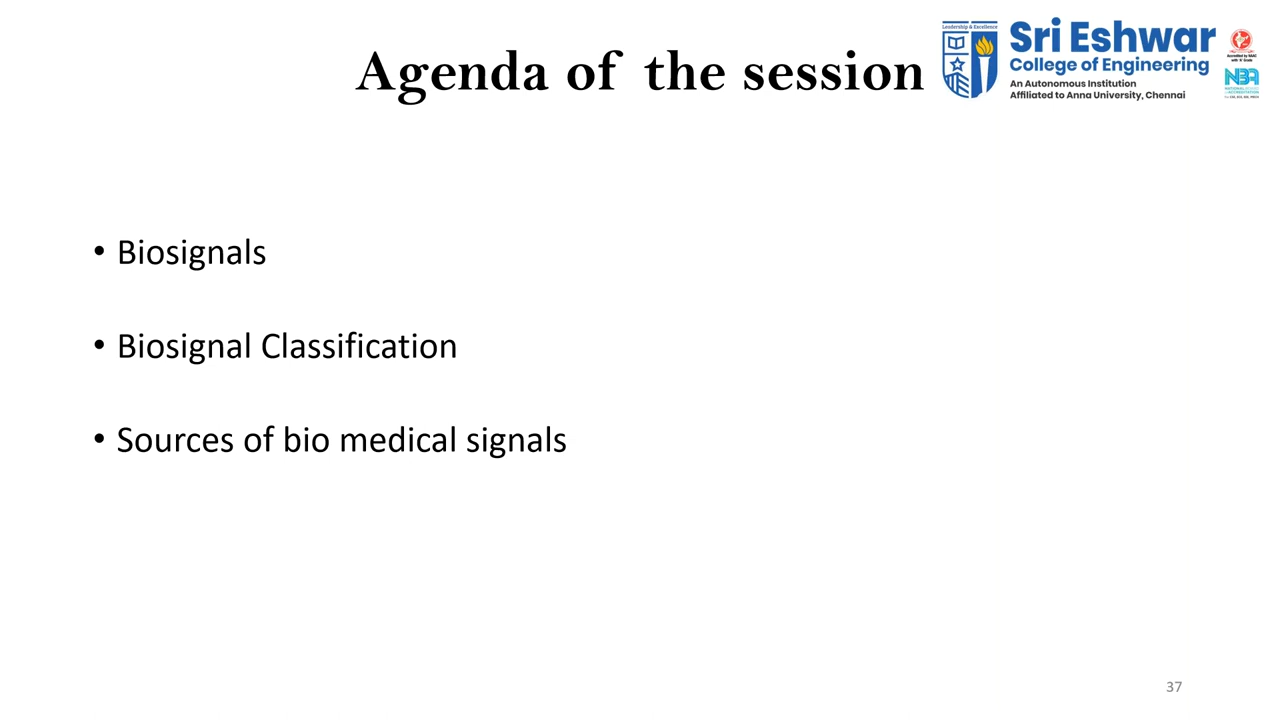 Agenda of the session
Leadership & Excellence
Sri Eshwar
College of Engineering
An Autonomous Institution
Affiliated to Anna University, Chennai
NBA
• Biosignals
• Biosignal Classification
• Sources of bio medical signals
37